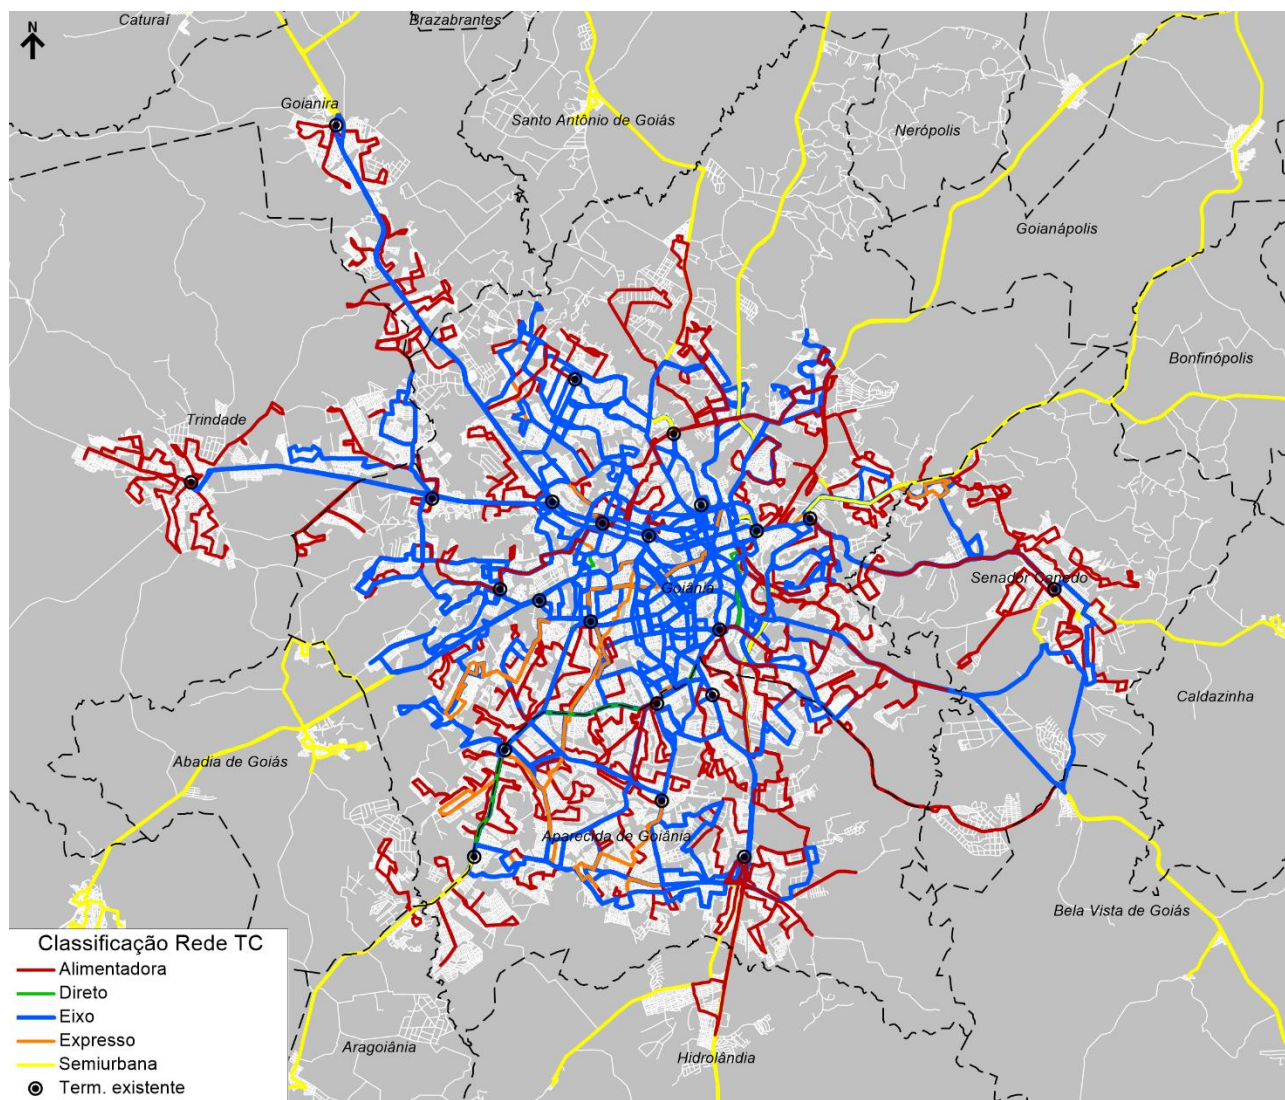 Caturaí
Brazabrantes
N
Goianira
Santo Antônio de Goiás
Nerópolis
Goianápolis
Bonfinópolis
Trindade
Goiânia
Senador Canedo
Caldazinha
Abadia de Goiás
Aparecida de Goiânia
Bela Vista de Goiás
Aragoiânia
Hidrolândia
Classificação Rede TC
Alimentadora
Direto
Eixo
Expresso
Semiurbana
Term. existente